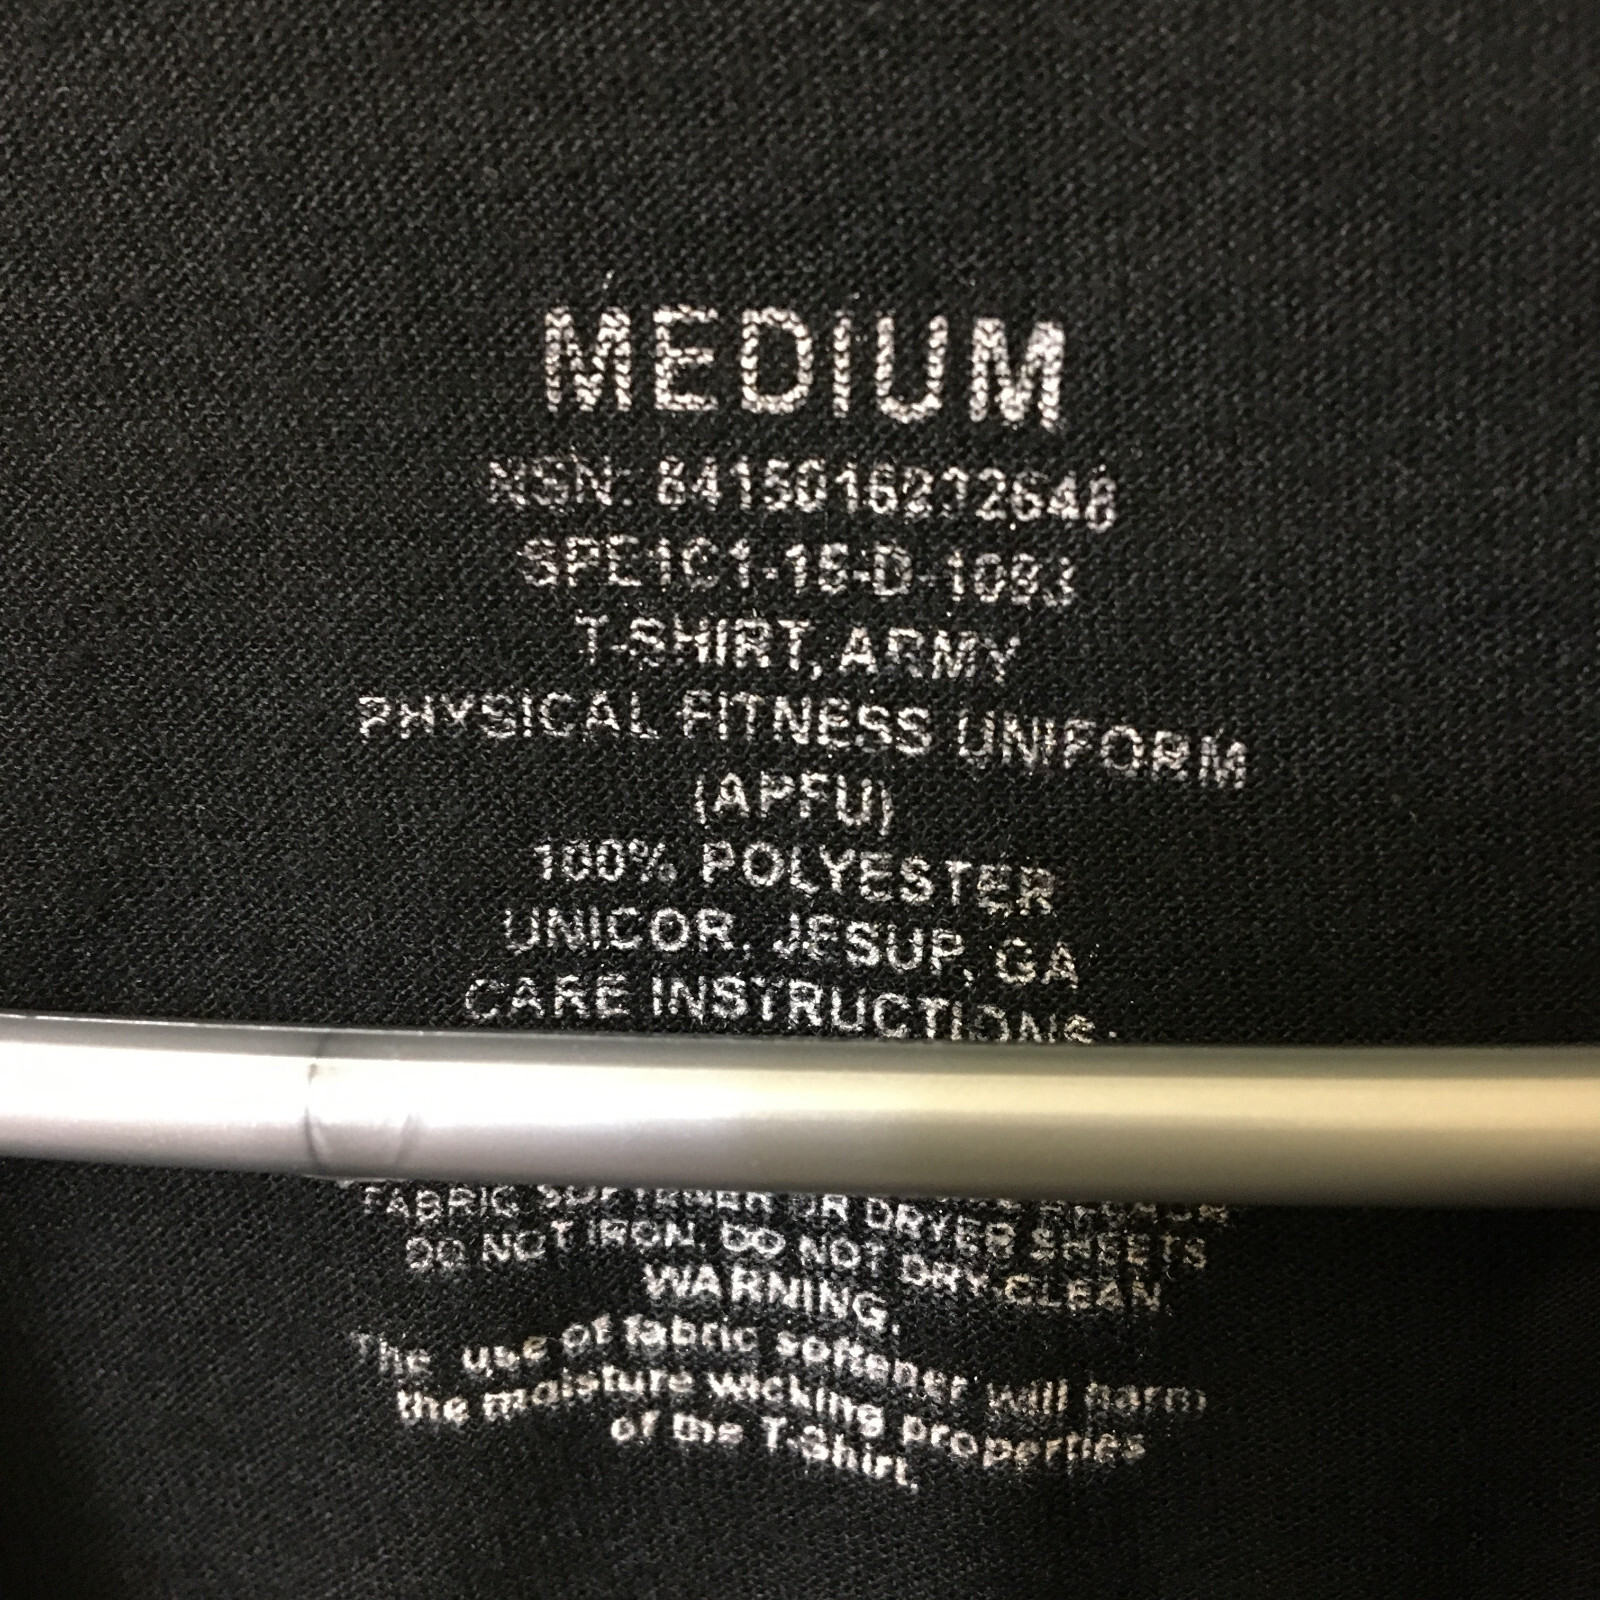 MEDIUM
NSN: 8415016272648
SPE1C1-15-D-1083
T-SHIRT, ARMY
PHYSICAL FITNESS UNIFORM
(APFU)
100% POLYESTER
UNICOR, JESUP, GA
CARE INSTRUCTIONS:
FABRIC SOFTENER OR DRYER SHEETS
DO NOT IRON. DO NOT DRY-CLEAN.
WARNING.
The use of fabric softener will harm
the moisture wicking properties
of the T-Shirt.